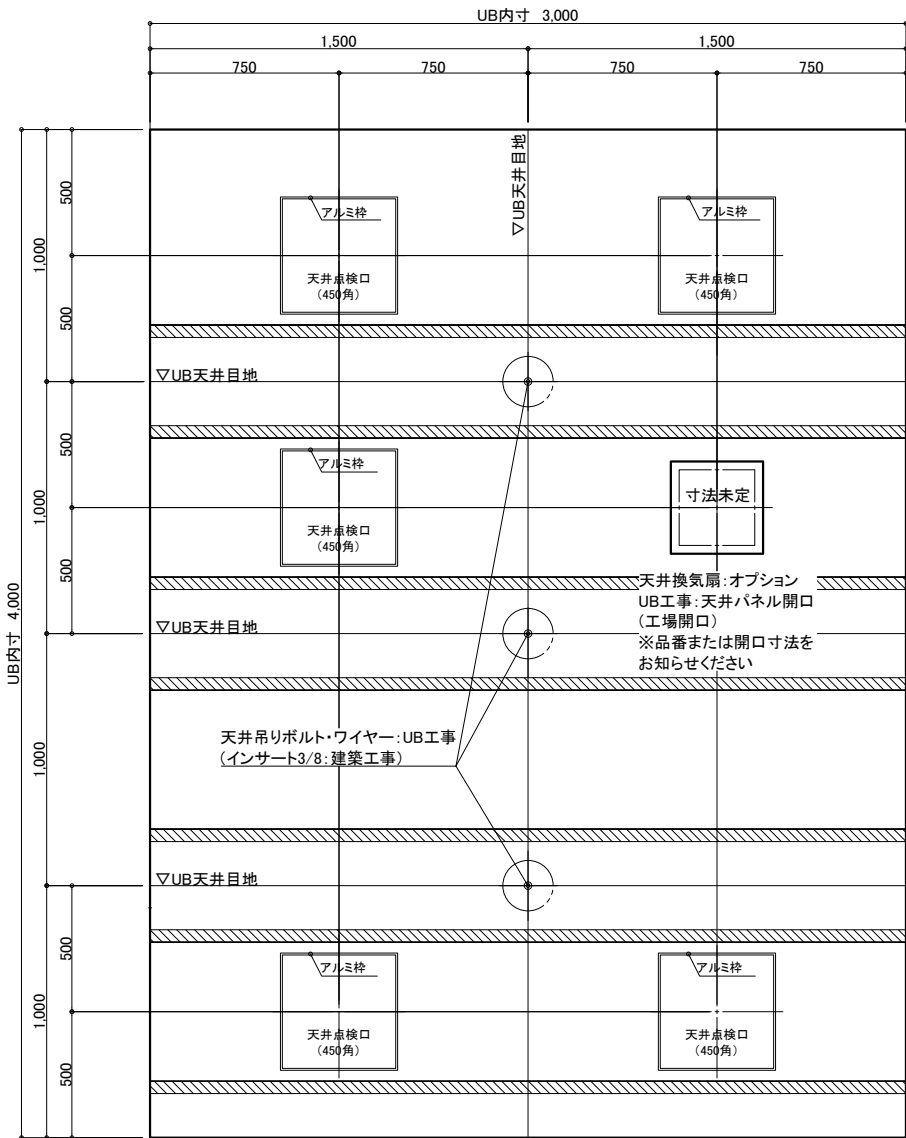 UB内寸 3,000
1,500
1,500
750
750
750
750
UB内寸 4,000
1,000
1,000
1,000
1,000
500
500
500
500
500
500
▽UB天井目地
アルミ枠
天井点検口
(450角)
アルミ枠
天井点検口
(450角)
▽UB天井目地
アルミ枠
天井点検口
(450角)
寸法未定
天井換気扇:オプション
UB工事:天井パネル開口
(工場開口)
※品番または開口寸法を
お知らせください
▽UB天井目地
天井吊りボルト・ワイヤー:UB工事
(インサート3/8:建築工事)
▽UB天井目地
アルミ枠
天井点検口
(450角)
アルミ枠
天井点検口
(450角)